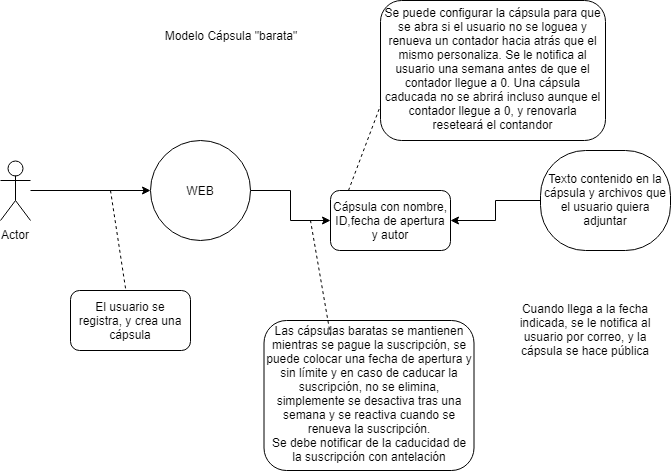 Modelo Cápsula "barata"
Se puede configurar la cápsula para que
se abra si el usuario no se loguea y
renueva un contador hacia atrás que el
mismo personaliza. Se le notifica al
usuario una semana antes de que el
contador llegue a 0. Una cápsula
caducada no se abrirá incluso aunque el
contador llegue a 0, y renovarla
reseteará el contandor
Actor
WEB
Cápsula con nombre,
ID,fecha de apertura
y autor
Texto contenido en la
cápsula y archivos que
el usuario quiera
adjuntar
El usuario se
registra, y crea una
cápsula
Las cápsulas baratas se mantienen
mientras se pague la suscripción, se
puede colocar una fecha de apertura y
sin límite y en caso de caducar la
suscripción, no se elimina,
simplemente se desactiva tras una
semana y se reactiva cuando se
renueva la suscripción.
Se debe notificar de la caducidad de
la suscripción con antelación
Cuando llega a la fecha
indicada, se le notifica al
usuario por correo, y la
cápsula se hace pública